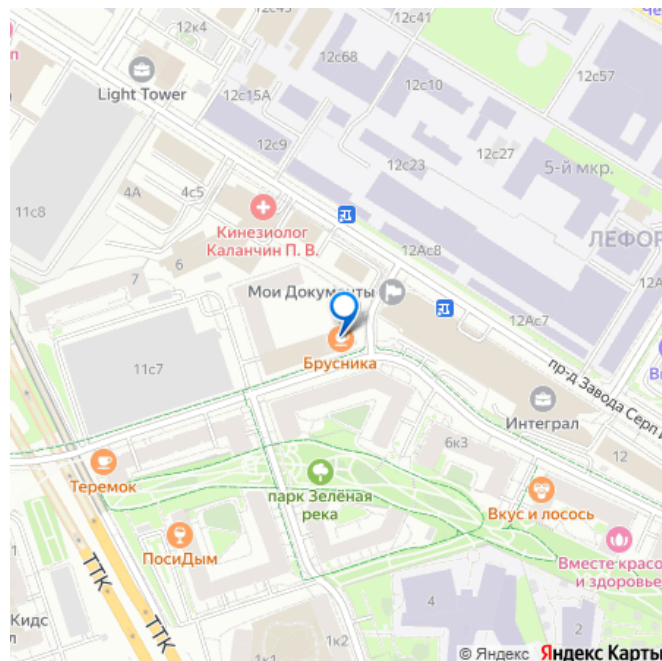 12к4
12с41
12с68
12с10
12с57
Light Tower
12с15А
12с9
12с23
12с27
5-й мкр.
4А
4с5
11с8
Кинезиолог
Каланчин П. В.
12Ас8
ЛЕФОР
7
6
Мои Документы
12Ас7
11с7
Брусника
пр-д Завода Серп И
Интеграл
6к3
12
Теремок
парк Зелёная
река
Вкус и лосось
ПосиДым
ТТК
Вместе красо
и здоровье
Кидс
л
1
ТТК
4
2
1к2
1к1
© Яндекс Яндекс Карты